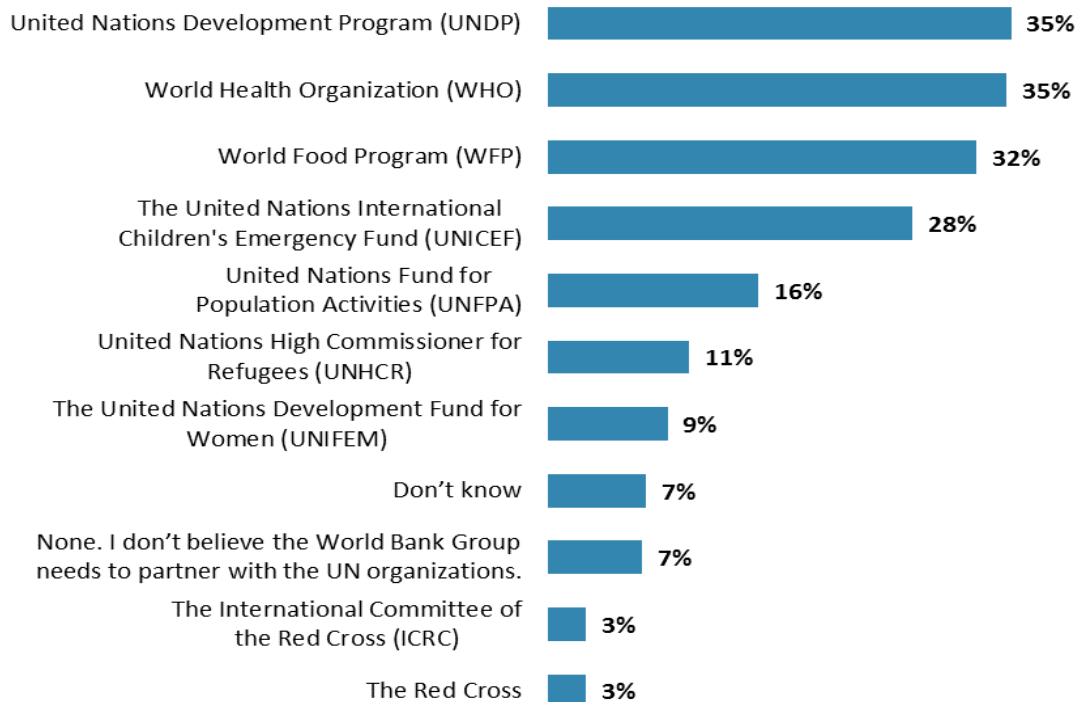 United Nations Development Program (UNDP) 35%
World Health Organization (WHO) 35%
World Food Program (WFP) 32%
The United Nations International
Children's Emergency Fund (UNICEF) 28%
United Nations Fund for
Population Activities (UNFPA) 16%
United Nations High Commissioner for
Refugees (UNHCR) 11%
The United Nations Development Fund for
Women (UNIFEM) 9%
Don’t know 7%
None. I don’t believe the World Bank Group
needs to partner with the UN organizations. 7%
The International Committee of
the Red Cross (ICRC) 3%
The Red Cross 3%